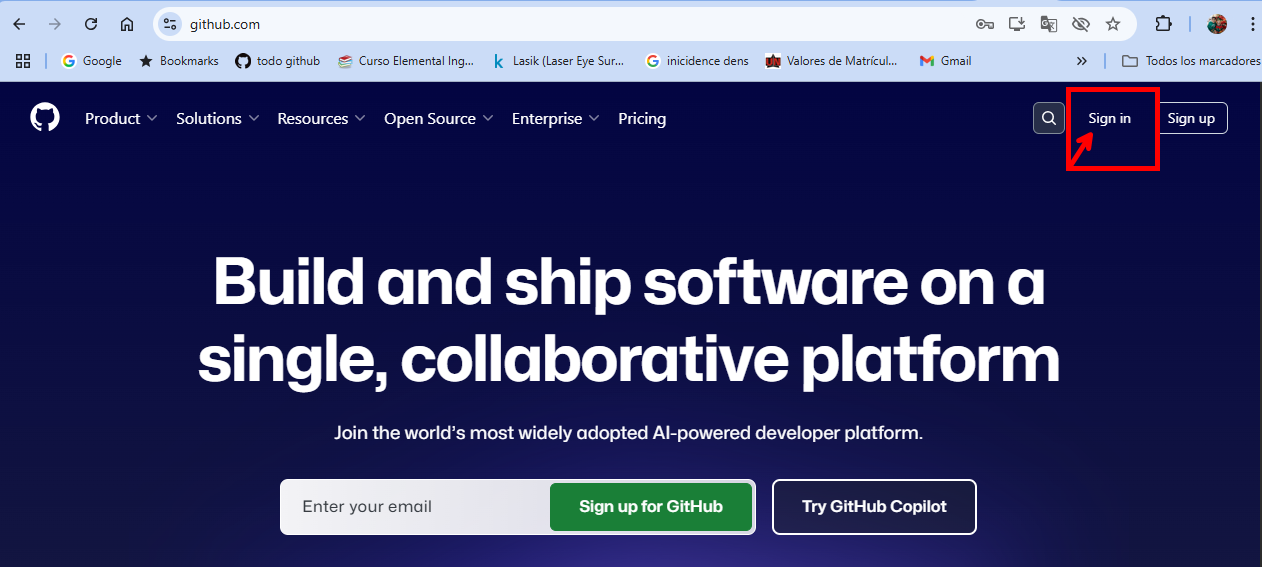 github.com
Google Bookmarks todo github Curso Elemental Ing... Lasik (Laser Eye Sur... inicidence dens Valores de Matrícul... Gmail » Todos los marcadores
Product Solutions Resources Open Source Enterprise Pricing Sign in Sign up
Build and ship software on a
single, collaborative platform
Join the world's most widely adopted AI-powered developer platform.
Enter your email Sign up for GitHub Try GitHub Copilot